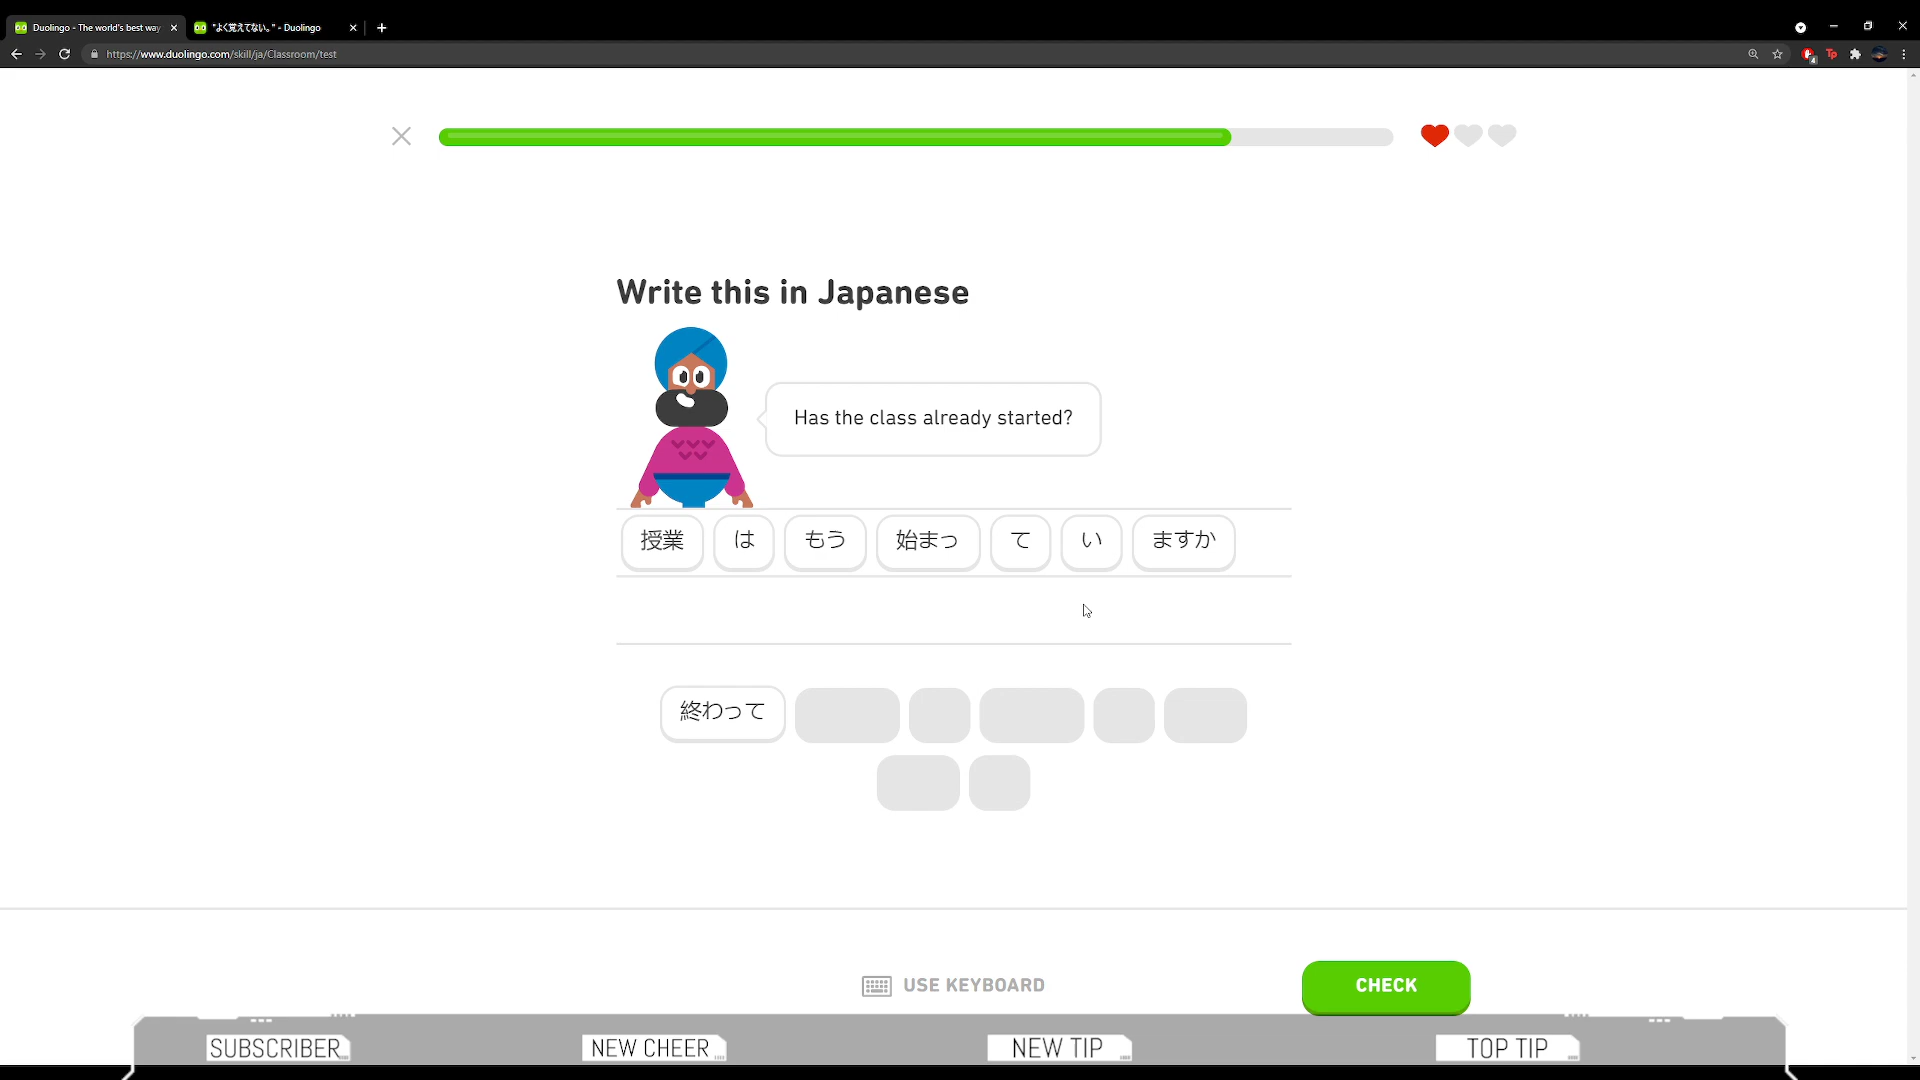 Duolingo - The world's best way
"よく覚えてない。" - Duolingo
https://www.duolingo.com/skill/ja/Classroom/test
Write this in Japanese
Has the class already started?
授業 は もう 始まっ て い ますか
終わって
USE KEYBOARD
CHECK
SUBSCRIBER
NEW CHEER
NEW TIP
TOP TIP